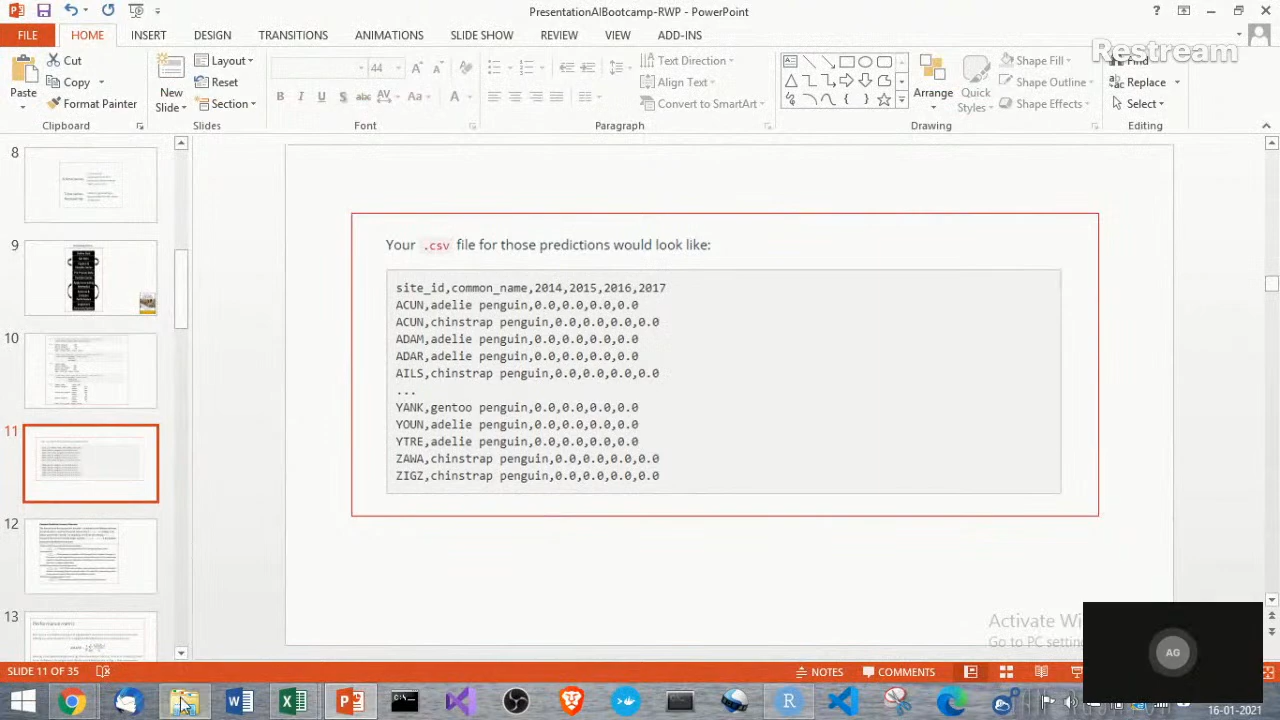 PresentationAIBootcamp-RWP - PowerPoint
FILE HOME INSERT DESIGN TRANSITIONS ANIMATIONS SLIDE SHOW REVIEW VIEW ADD-INS
Restream
Paste
Cut
Copy
Format Painter
Clipboard
New Slide
Layout
Reset
Section
Slides
44
Font
Text Direction
Align Text
Convert to SmartArt
Paragraph
Arrange
Quick Styles
Shape Fill
Shape Outline
Shape Effects
Drawing
Find
Replace
Select
Editing
8
9
10
11
12
13
Your .csv file for those predictions would look like:
site_id,common_name,2014,2015,2016,2017
ACUN,adelie penguin,0.0,0.0,0.0,0.0
ACUN,chinstrap penguin,0.0,0.0,0.0,0.0
ADAM,adelie penguin,0.0,0.0,0.0,0.0
ADAR,adelie penguin,0.0,0.0,0.0,0.0
AILS,chinstrap penguin,0.0,0.0,0.0,0.0
...
YANK,gentoo penguin,0.0,0.0,0.0,0.0
YOUN,adelie penguin,0.0,0.0,0.0,0.0
YTRE,adelie penguin,0.0,0.0,0.0,0.0
ZAVA,chinstrap penguin,0.0,0.0,0.0,0.0
ZIGZ,chinstrap penguin,0.0,0.0,0.0,0.0
Activate
Go to PC
AG
SLIDE 11 OF 35
NOTES COMMENTS
16-01-2021